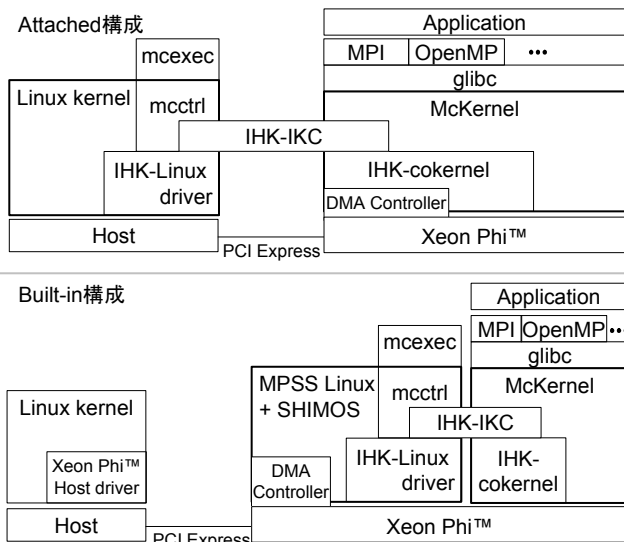 Attached構成
mcexec
Linux kernel
mcctrl
IHK-Linux
driver
Host
IHK-IKC
PCI Express
Application
MPI
OpenMP
•••
glibc
McKernel
IHK-cokernel
DMA Controller
Xeon Phi™
Built-in構成
Linux kernel
Xeon Phi™
Host driver
Host
PCI Express
mcexec
MPSS Linux
+ SHIMOS
mcctrl
IHK-IKC
DMA
Controller
IHK-Linux
driver
Application
MPI
OpenMP
•••
glibc
McKernel
IHK-
cokernel
Xeon Phi™